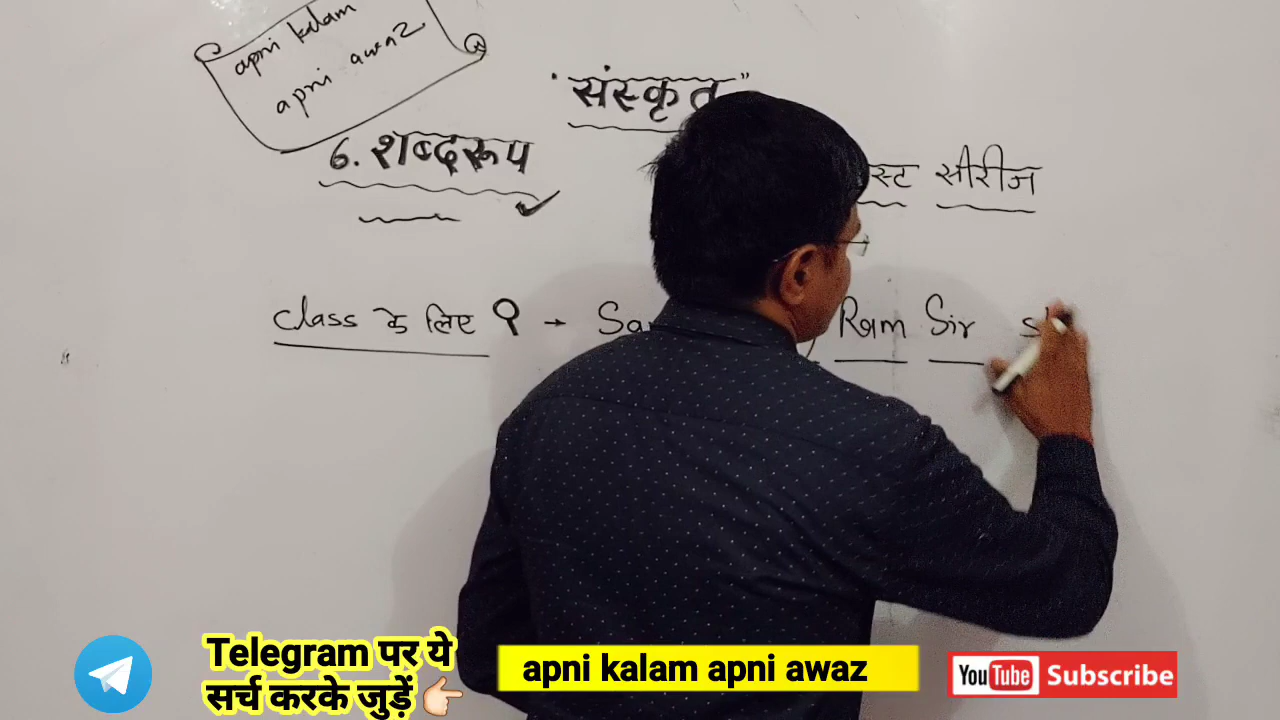 apni kalam
apni awaz
"संस्कृत"
6. शब्दरूप
सीरीज
class के लिए
Ram Sir
Telegram पर ये
सर्च करके जुड़ें
apni kalam apni awaz
YouTube Subscribe